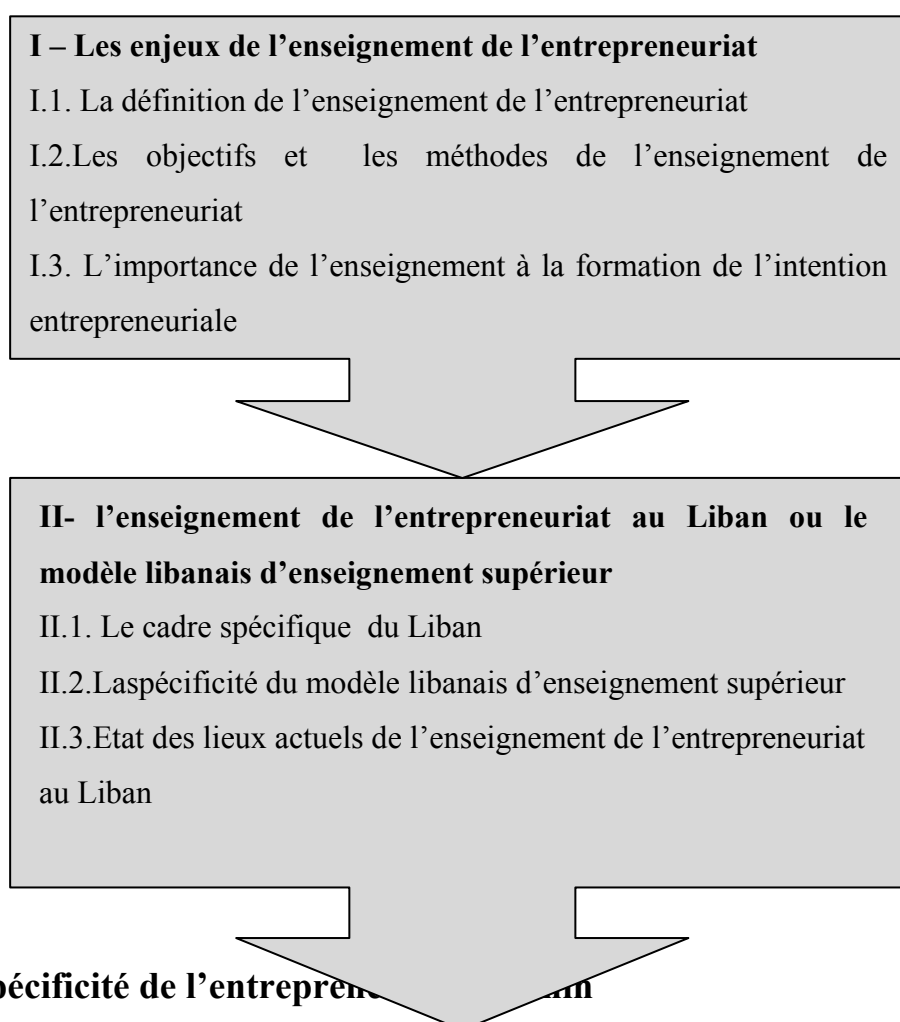 I – Les enjeux de l’enseignement de l’entrepreneuriat
I.1. La définition de l’enseignement de l’entrepreneuriat
I.2.Les objectifs et les méthodes de l’enseignement de
l’entrepreneuriat
I.3. L’importance de l’enseignement à la formation de l’intention
entrepreneuriale
II- l’enseignement de l’entrepreneuriat au Liban ou le
modèle libanais d’enseignement supérieur
II.1. Le cadre spécifique du Liban
II.2.Laspécificité du modèle libanais d’enseignement supérieur
II.3.Etat des lieux actuels de l’enseignement de l’entrepreneuriat
au Liban
de l’entrepren